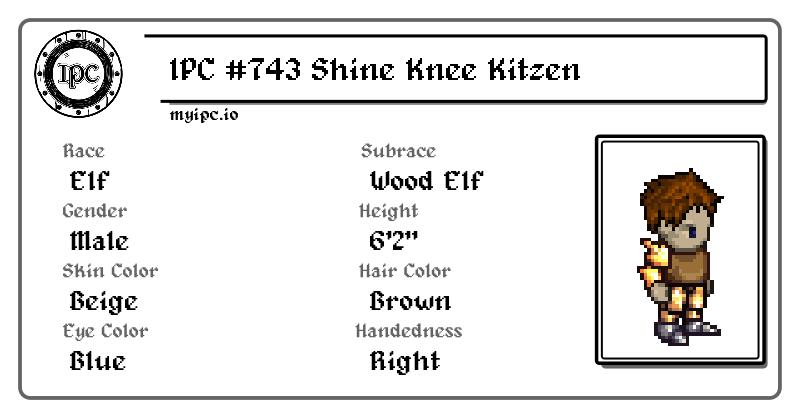 IPC
IPC #743 Shine Knee Kitzen
myipc.io
Race
Elf
Subrace
Wood Elf
Gender
Male
Height
6'2"
Skin Color
Beige
Hair Color
Brown
Eye Color
Blue
Handedness
Right